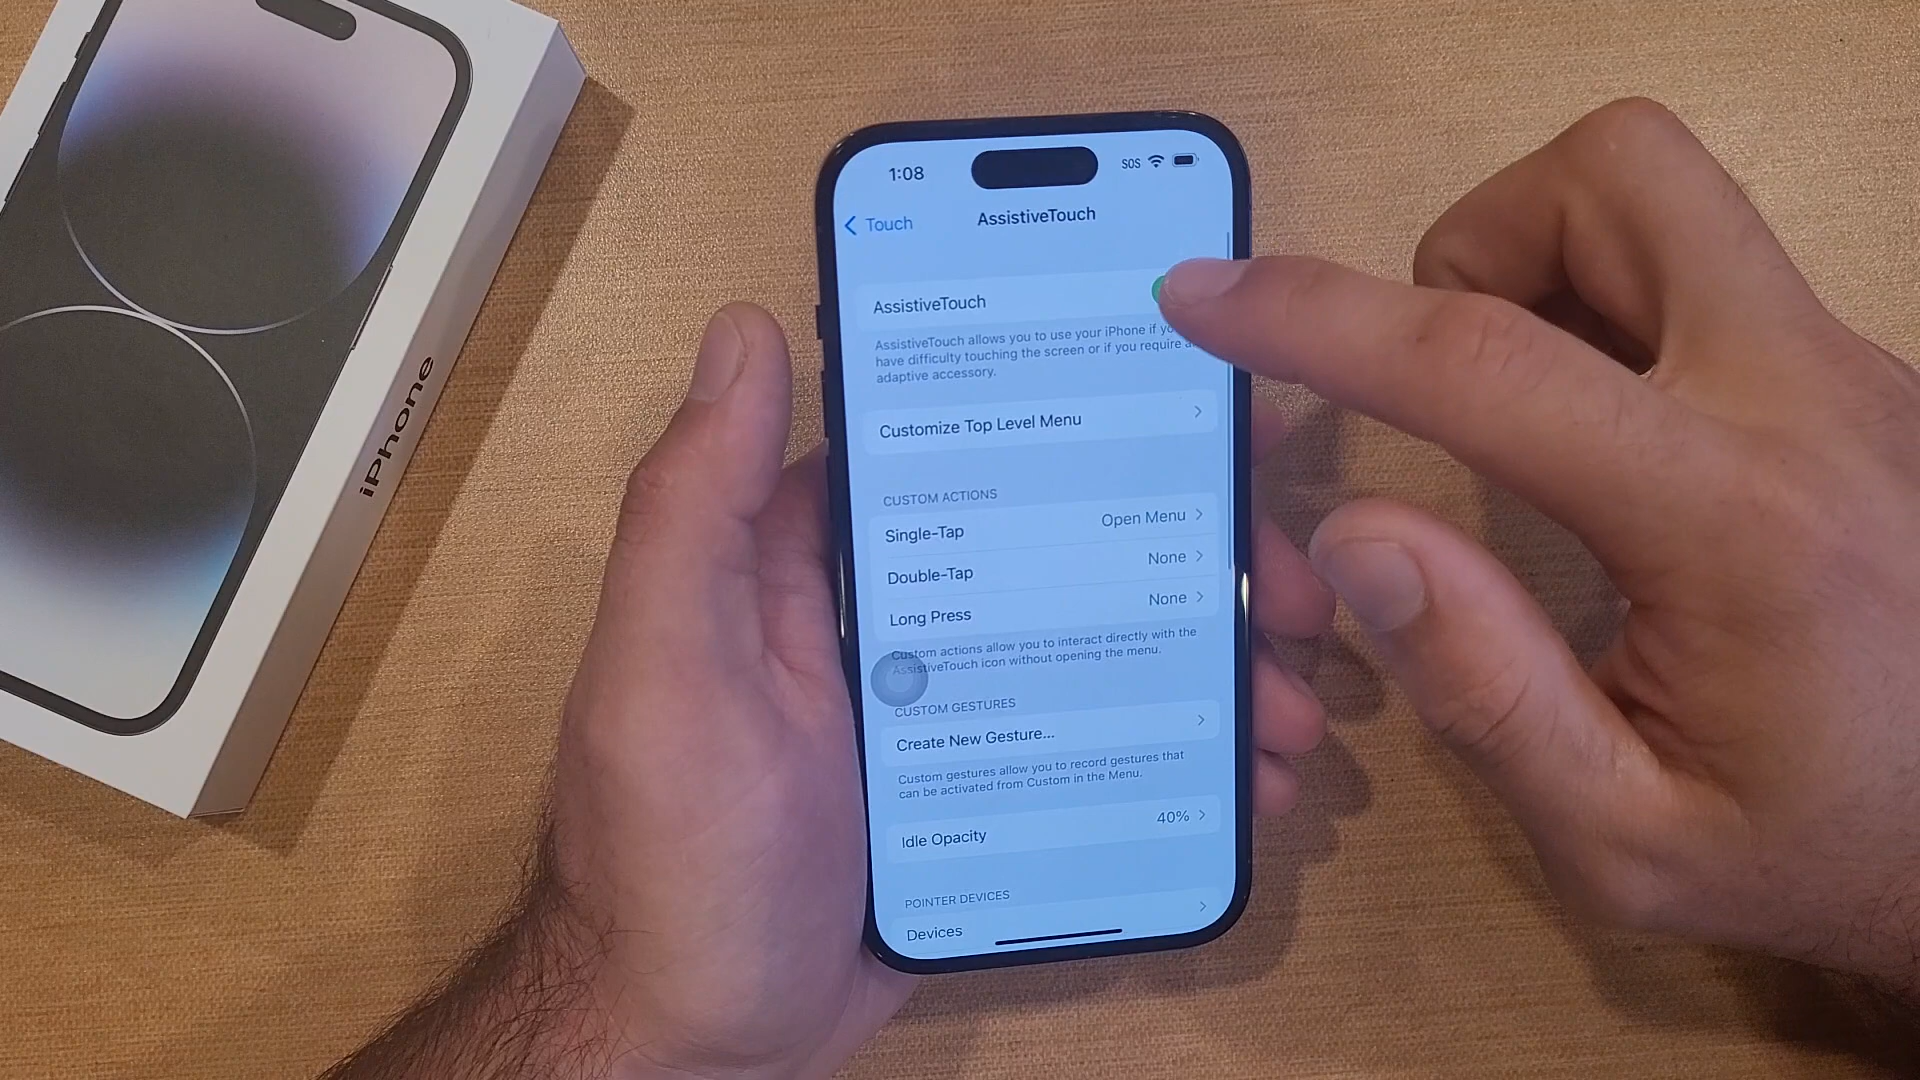 iPhone
1:08
SOS
Touch
AssistiveTouch
AssistiveTouch
AssistiveTouch allows you to use your iPhone if
have difficulty touching the screen or if you require
adaptive accessory.
Customize Top Level Menu
CUSTOM ACTIONS
Single-Tap Open Menu
Double-Tap None
Long Press None
Custom actions allow you to interact directly with the
AssistiveTouch icon without opening the menu.
CUSTOM GESTURES
Create New Gesture...
Custom gestures allow you to record gestures that
can be activated from Custom in the Menu.
Idle Opacity 40%
POINTER DEVICES
Devices